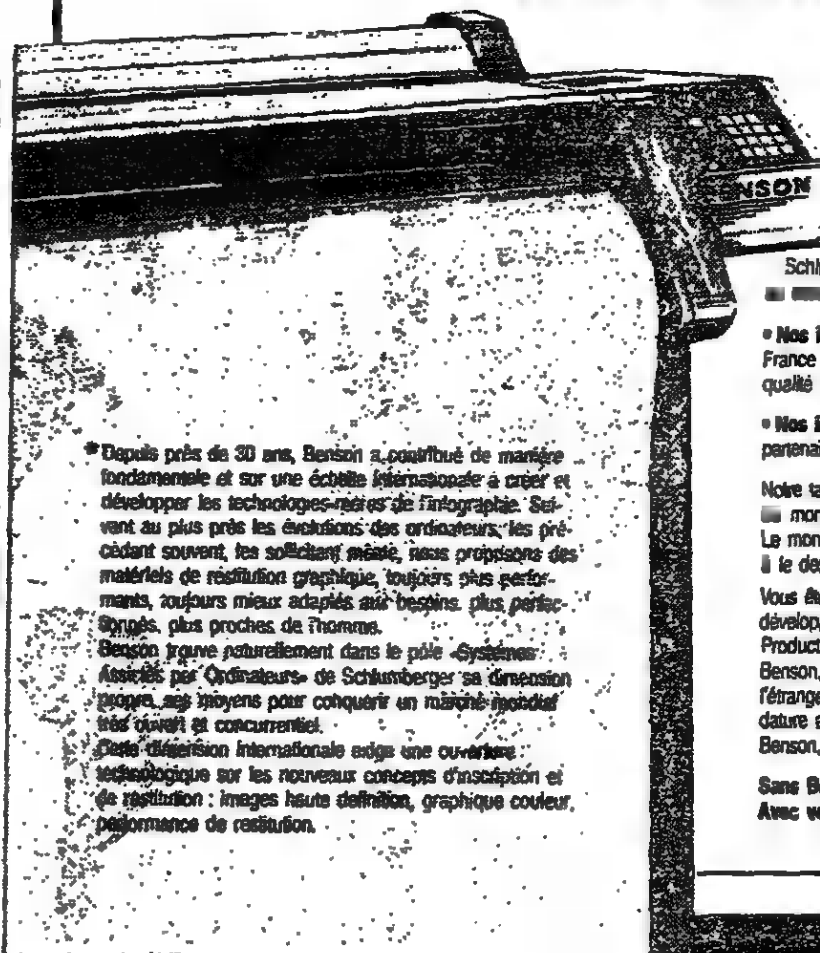 NSON
* Depuis près de 30 ans, Benson a contribué de manière
fondamentale et sur une échelle internationale à créer et
développer les technologies-mères de l'infographie. Sui-
vant au plus près les évolutions des ordinateurs, les pré-
cédant souvent, les sollicitant même, nous proposons des
matériels de restitution graphique, toujours plus perfor-
mants, toujours mieux adaptés aux besoins, plus perfec-
tionnés, plus proches de l'homme.
Benson trouve naturellement dans le pôle «Systèmes
Assistés par Ordinateurs» de Schlumberger sa dimension
propre, ses moyens pour conquérir un marché mondial
très ouvert et concurrentiel.
Cette dimension internationale exige une ouverture
technologique sur les nouveaux concepts d'inscription et
de restitution : images haute définition, graphique couleur,
performance de restitution.
Schl
• Nos i
France
qualité
• Nos i
partenai
Notre ta
mon
Le mon
à le des
Vous êt
développ
Product
Benson,
l'étrange
dature a
Benson,
Sans B
Avec vo